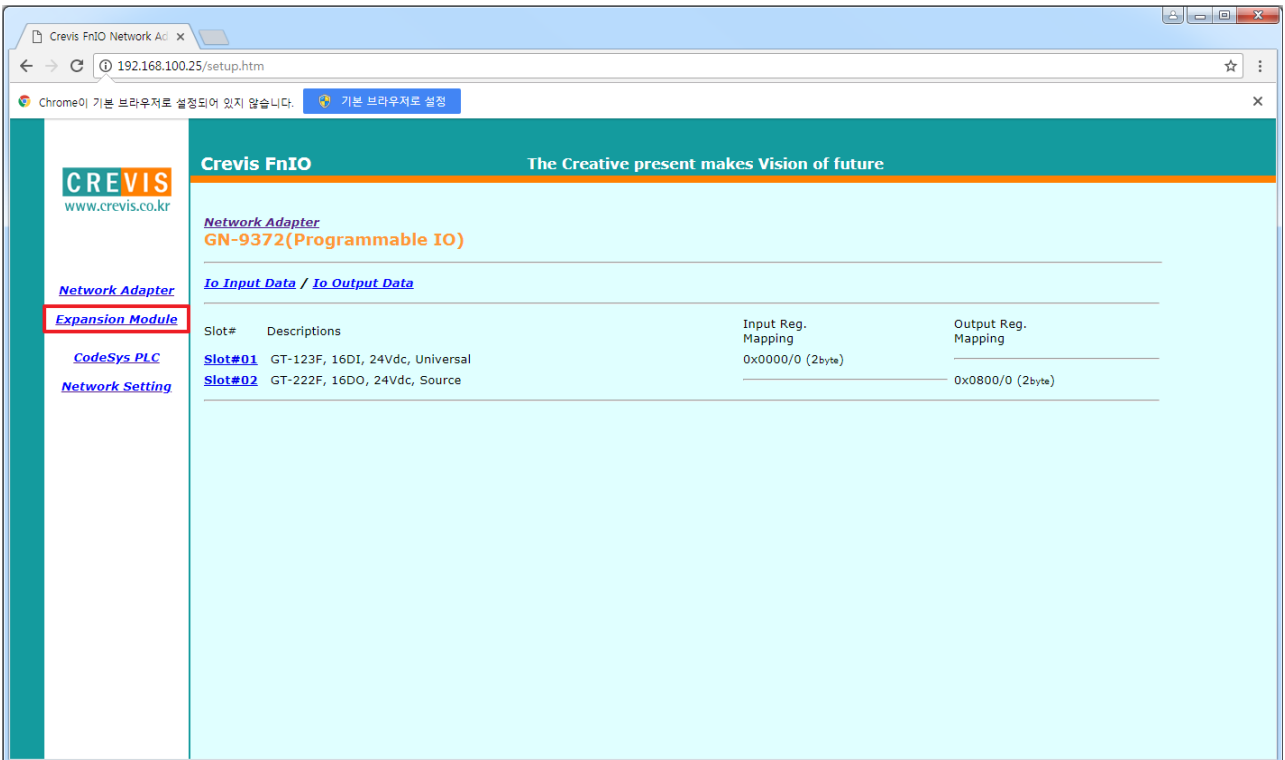 Crevis FnIO Network Ad
192.168.100.25/setup.htm
Chrome이 기본 브라우저로 설정되어 있지 않습니다. 기본 브라우저로 설정
CREVIS
www.crevis.co.kr
Network Adapter
Expansion Module
CodeSys PLC
Network Setting
Crevis FnIO The Creative present makes Vision of future
Network Adapter
GN-9372(Programmable IO)
Io Input Data / Io Output Data
Slot# Descriptions Input Reg. Mapping Output Reg. Mapping
Slot#01 GT-123F, 16DI, 24Vdc, Universal 0x0000/0 (2byte)
Slot#02 GT-222F, 16DO, 24Vdc, Source 0x0800/0 (2byte)